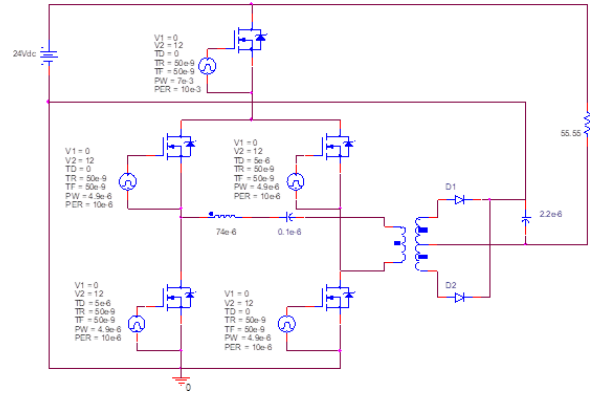 24Vdc
V1 = 0
V2 = 12
TD = 0
TR = 50e-9
TF = 50e-9
PW = 7e-3
PER = 10e-3
V1 = 0
V2 = 12
TD = 0
TR = 50e-9
TF = 50e-9
PW = 4.9e-6
PER = 10e-6
V1 = 0
V2 = 12
TD = 5e-6
TR = 50e-9
TF = 50e-9
PW = 4.9e-6
PER = 10e-6
55.55
D1
74e-6
0.1e-6
2.2e-6
D2
V1 = 0
V2 = 12
TD = 5e-6
TR = 50e-9
TF = 50e-9
PW = 4.9e-6
PER = 10e-6
V1 = 0
V2 = 12
TD = 0
TR = 50e-9
TF = 50e-9
PW = 4.9e-6
PER = 10e-6
0